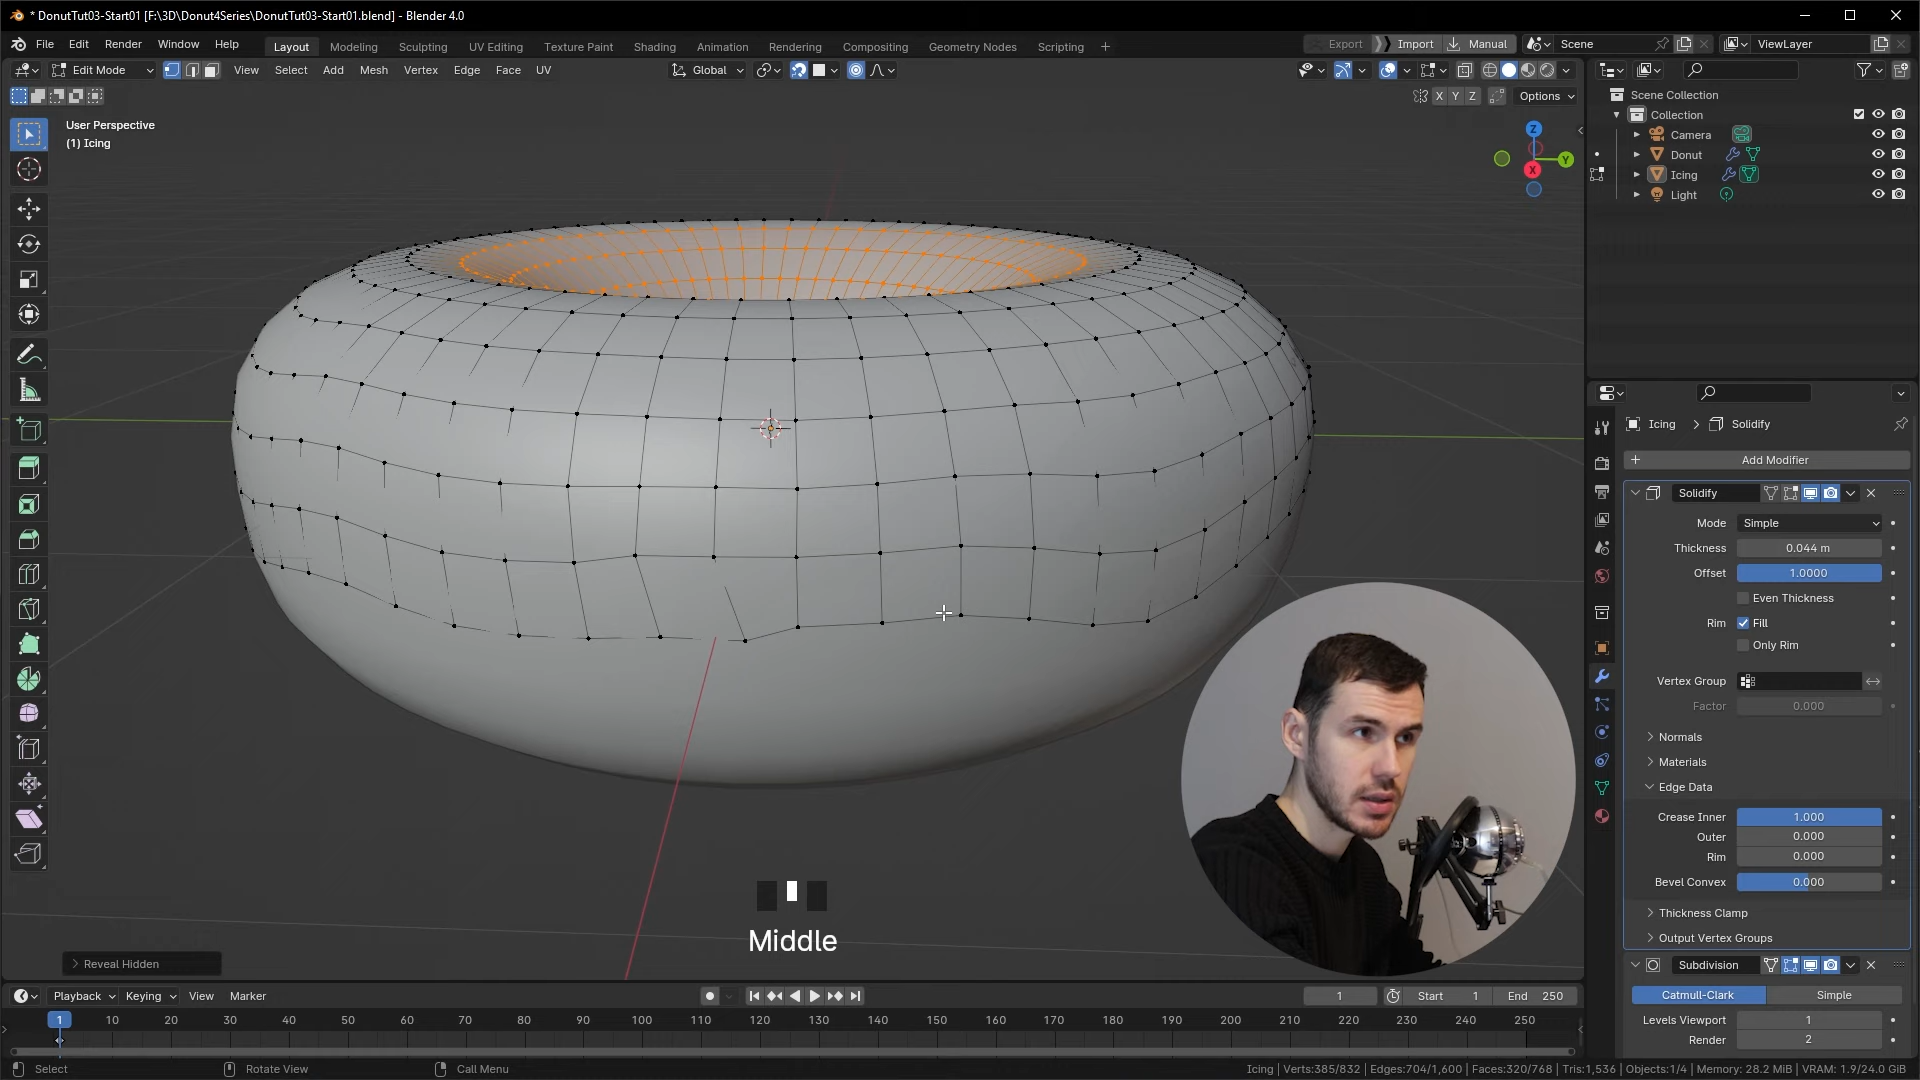 * DonutTut03-Start01 [F:\3D\Donut4Series\DonutTut03-Start01.blend] - Blender 4.0
File Edit Render Window Help Layout Modeling Sculpting UV Editing Texture Paint Shading Animation Rendering Compositing Geometry Nodes Scripting + Export Import Manual Scene ViewLayer
Edit Mode View Select Add Mesh Vertex Edge Face UV Global
X Y Z Options
User Perspective
(1) Icing
Z
Y
X
Scene Collection
Collection
Camera
Donut
Icing
Light
Icing > Solidify
+ Add Modifier
Solidify
Mode Simple
Thickness 0.044 m
Offset 1.0000
Even Thickness
Rim Fill
Only Rim
Vertex Group
Factor 0.000
Normals
Materials
Edge Data
Crease Inner 1.000
Outer 0.000
Rim 0.000
Bevel Convex 0.000
Thickness Clamp
Output Vertex Groups
Subdivision
Catmull-Clark Simple
Levels Viewport 1
Render 2
Middle
Reveal Hidden
Playback Keying View Marker 1 Start 1 End 250
1 10 20 30 40 50 60 70 80 90 100 110 120 130 140 150 160 170 180 190 200 210 220 230 240 250
Select Rotate View Call Menu Icing | Verts:385/832 | Edges:704/1,600 | Faces:320/768 | Tris:1,536 | Objects:1/4 | Memory: 28.2 MiB | VRAM: 1.9/24.0 GiB